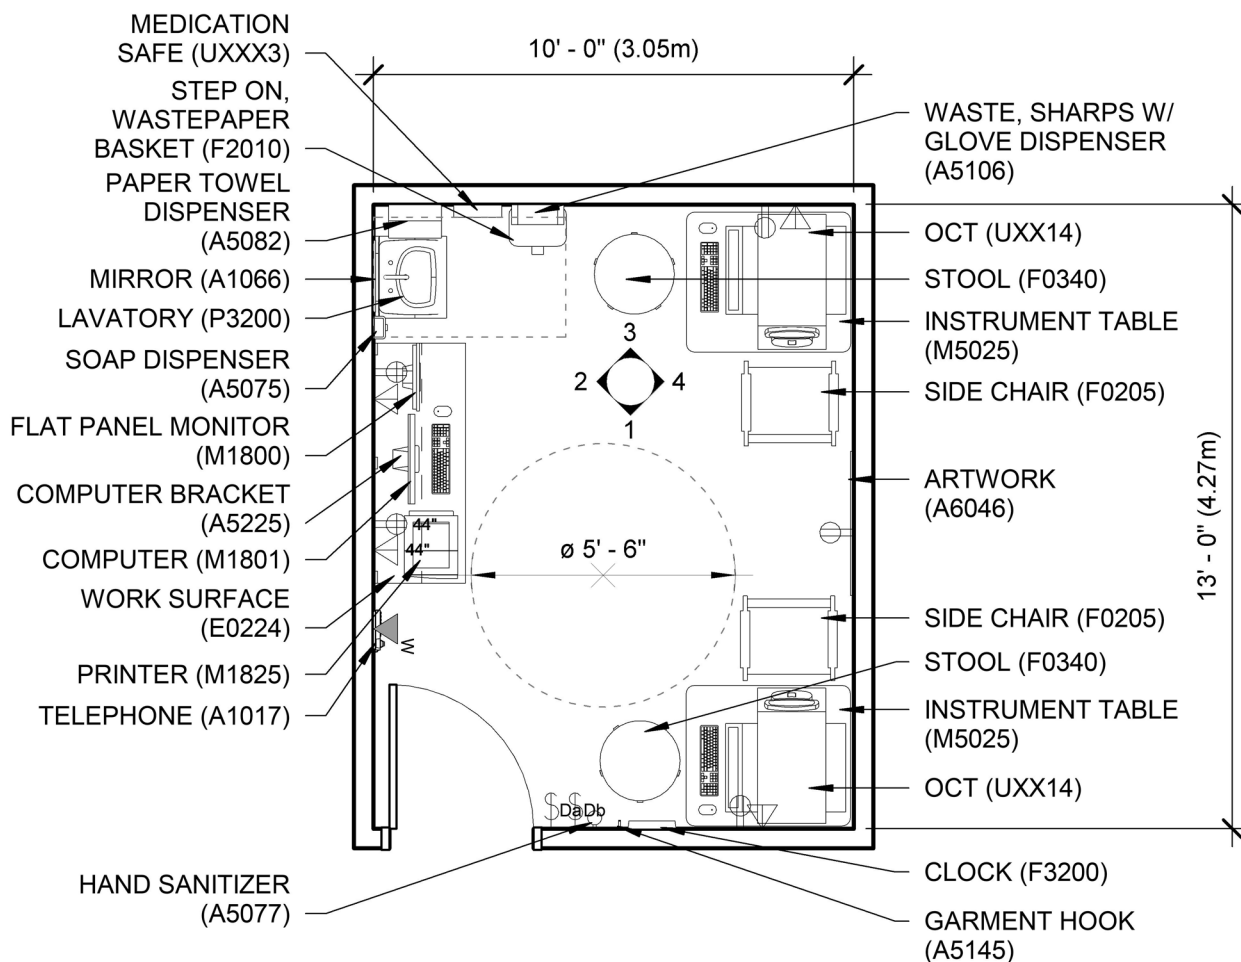 MEDICATION
SAFE (UXXX3)
STEP ON,
WASTEPAPER
BASKET (F2010)
PAPER TOWEL
DISPENSER
(A5082)
MIRROR (A1066)
LAVATORY (P3200)
SOAP DISPENSER
(A5075)
FLAT PANEL MONITOR
(M1800)
COMPUTER BRACKET
(A5225)
COMPUTER (M1801)
WORK SURFACE
(E0224)
PRINTER (M1825)
TELEPHONE (A1017)
HAND SANITIZER
(A5077)
10' - 0" (3.05m)
3
2 4
1
44"
44"
ø 5' - 6"
W
$ $
DaDb
WASTE, SHARPS W/
GLOVE DISPENSER
(A5106)
OCT (UXX14)
STOOL (F0340)
INSTRUMENT TABLE
(M5025)
SIDE CHAIR (F0205)
ARTWORK
(A6046)
SIDE CHAIR (F0205)
STOOL (F0340)
INSTRUMENT TABLE
(M5025)
OCT (UXX14)
CLOCK (F3200)
GARMENT HOOK
(A5145)
13' - 0" (4.27m)